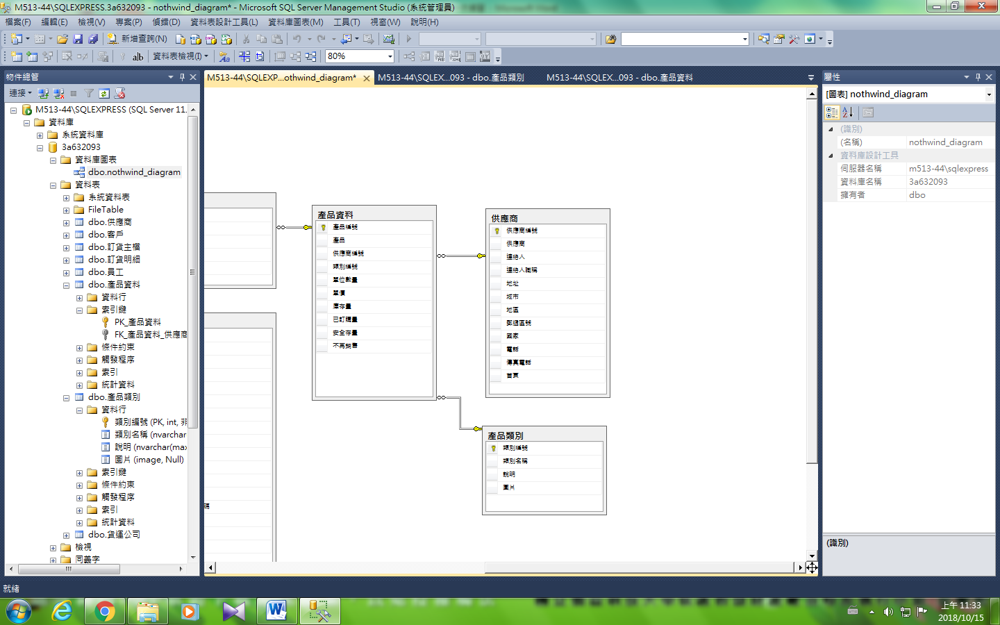 M513-44\SQLEXPRESS.3a632093 - nothwind_diagram* - Microsoft SQL Server Management Studio (系統管理員)
檔案(F) 編輯(E) 檢視(V) 專案(P) 偵錯(D) 資料表設計工具(L) 資料庫圖表(M) 工具(T) 視窗(W) 說明(H)
新增查詢(N)
資料表檢視(I) 80%
物件總管
連接
M513-44\SQLEXPRESS (SQL Server 11.
資料庫
系統資料庫
3a632093
資料庫圖表
dbo.nothwind_diagram
資料表
系統資料表
FileTable
dbo.供應商
dbo.客戶
dbo.訂貨主檔
dbo.訂貨明細
dbo.員工
dbo.產品資料
資料行
索引鍵
PK_產品資料
FK_產品資料_供應商
條件約束
觸發程序
索引
統計資料
dbo.產品類別
資料行
類別編號 (PK, int, 非
類別名稱 (nvarchar
說明 (nvarchar(max
圖片 (image, Null)
索引鍵
條件約束
觸發程序
索引
統計資料
dbo.貨運公司
檢視
同義字
M513-44\SQLEXP...othwind_diagram* M513-44\SQLEX...093 - dbo.產品類別 M513-44\SQLEX...093 - dbo.產品資料
產品資料
產品編號
產品
供應商編號
類別編號
單位數量
單價
庫存量
已訂購量
安全存量
不再銷售
供應商
供應商編號
供應商
連絡人
連絡人職稱
地址
城市
地區
郵遞區號
國家
電話
傳真電話
首頁
產品類別
類別編號
類別名稱
說明
圖片
碼
屬性
[圖表] nothwind_diagram
(識別)
(名稱) nothwind_diagram
資料庫設計工具
伺服器名稱 m513-44\sqlexpress
資料庫名稱 3a632093
擁有者 dbo
(識別)
就緒
上午 11:33
2018/10/15